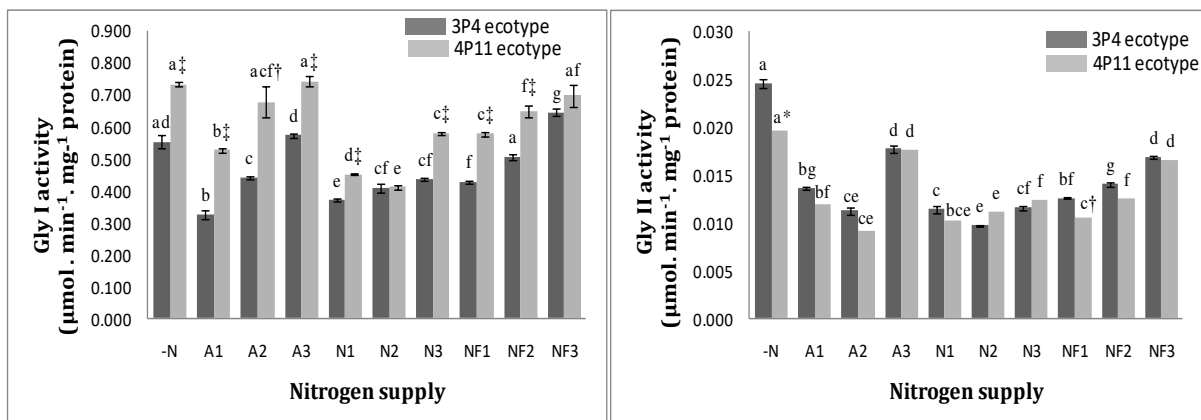 0.900
0.800
0.700
0.600
0.500
0.400
0.300
0.200
0.100
0.000
Gly I activity
(µmol. min⁻¹. mg⁻¹ protein)
3P4 ecotype
4P11 ecotype
ad a‡ b b‡ c acf† d a‡ e d‡ cf e cf c‡ f c‡ a f‡ g af
-N A1 A2 A3 N1 N2 N3 NF1 NF2 NF3
Nitrogen supply
0.030
0.025
0.020
0.015
0.010
0.005
0.000
Gly II activity
(µmol. min⁻¹. mg⁻¹ protein)
3P4 ecotype
4P11 ecotype
a a* bg bf ce ce d d c bce e e cf f bf c† g f d d
-N A1 A2 A3 N1 N2 N3 NF1 NF2 NF3
Nitrogen supply